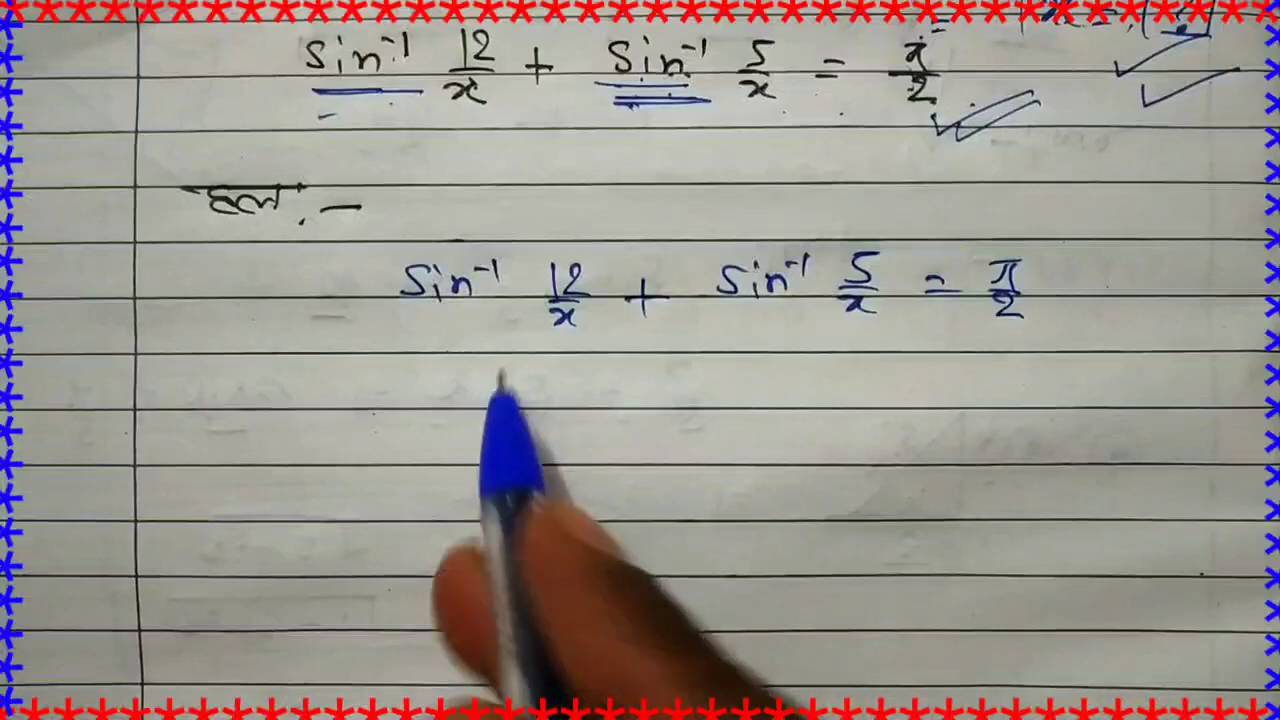 Sin⁻¹ 12/x + Sin⁻¹ 5/x = π/2
हल :-
Sin⁻¹ 12/x + Sin⁻¹ 5/x = π/2